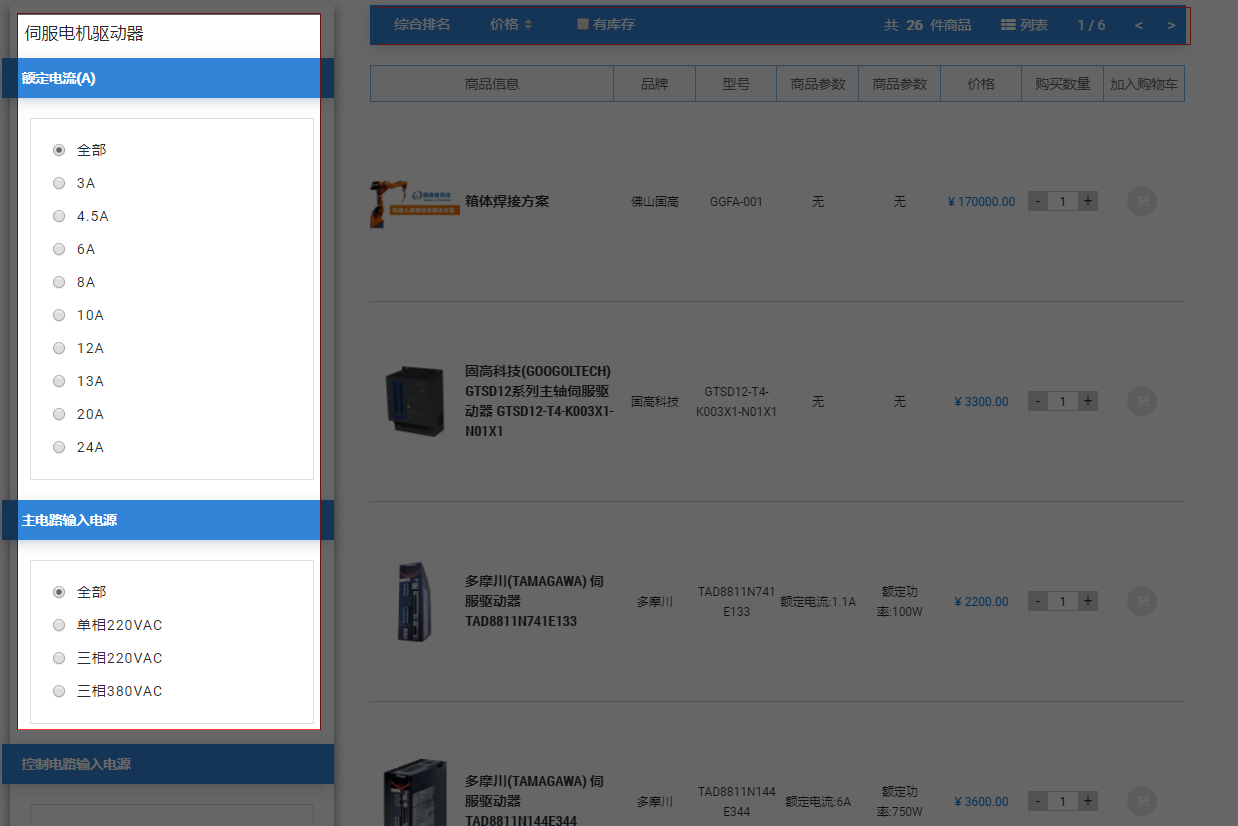 伺服电机驱动器
额定电流(A)
全部
3A
4.5A
6A
8A
10A
12A
13A
20A
24A
主电路输入电源
全部
单相220VAC
三相220VAC
三相380VAC
控制电路输入电源
综合排名 价格 有库存 共 26 件商品 列表 1 / 6 < >
商品信息 品牌 型号 商品参数 商品参数 价格 购买数量 加入购物车
箱体焊接方案 佛山固高 GGFA-001 无 无 ¥ 170000.00 - 1 +
固高科技(GOOGOLTECH)
GTSD12系列主轴伺服驱
动器 GTSD12-T4-K003X1-
N01X1
固高科技
GTSD12-T4-
K003X1-N01X1
无 无 ¥ 3300.00 - 1 +
多摩川(TAMAGAWA) 伺
服驱动器
TAD8811N741E133
多摩川
TAD8811N741
E133
额定电流:1.1A
额定功
率:100W
¥ 2200.00 - 1 +
多摩川(TAMAGAWA) 伺
服驱动器
TAD8811N144E344
多摩川
TAD8811N144
E344
额定电流:6A
额定功
率:750W
¥ 3600.00 - 1 +